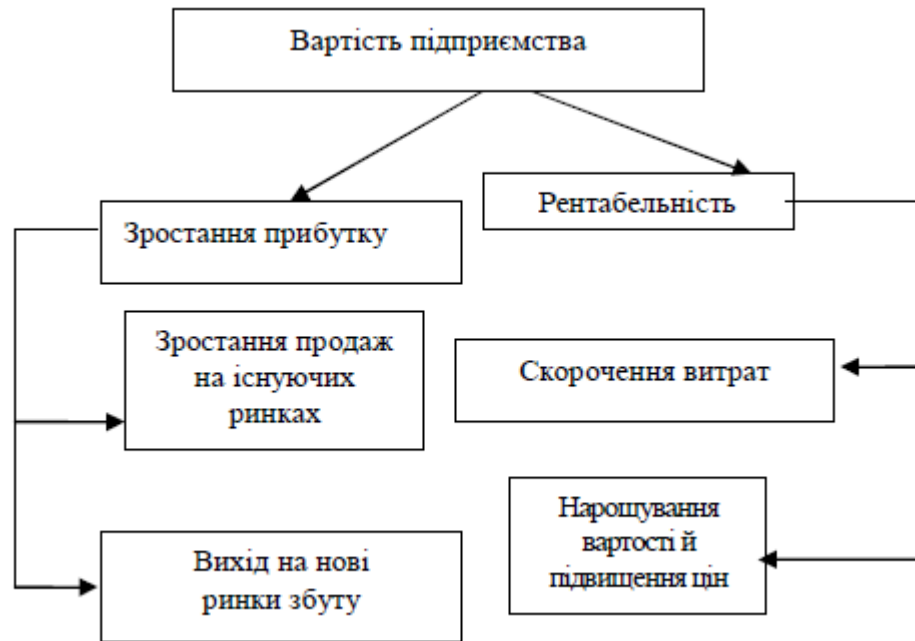 Вартість підприємства
Рентабельність
Зростання прибутку
Зростання продаж
на існуючих
ринках
Скорочення витрат
Нарощування
вартості й
підвищення цін
Вихід на нові
ринки збуту